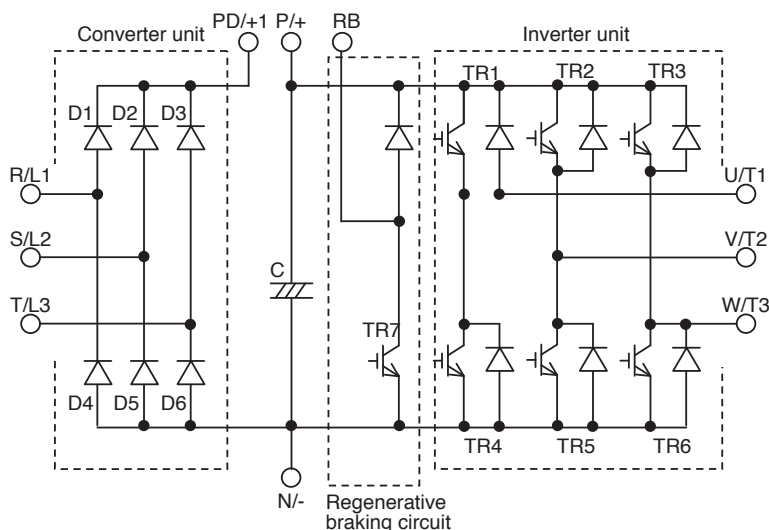 PD/+1 P/+ RB
Converter unit Inverter unit
TR1 TR2 TR3
D1 D2 D3
R/L1 U/T1
S/L2 V/T2
C
T/L3 W/T3
TR7
D4 D5 D6
TR4 TR5 TR6
N/- Regenerative
braking circuit